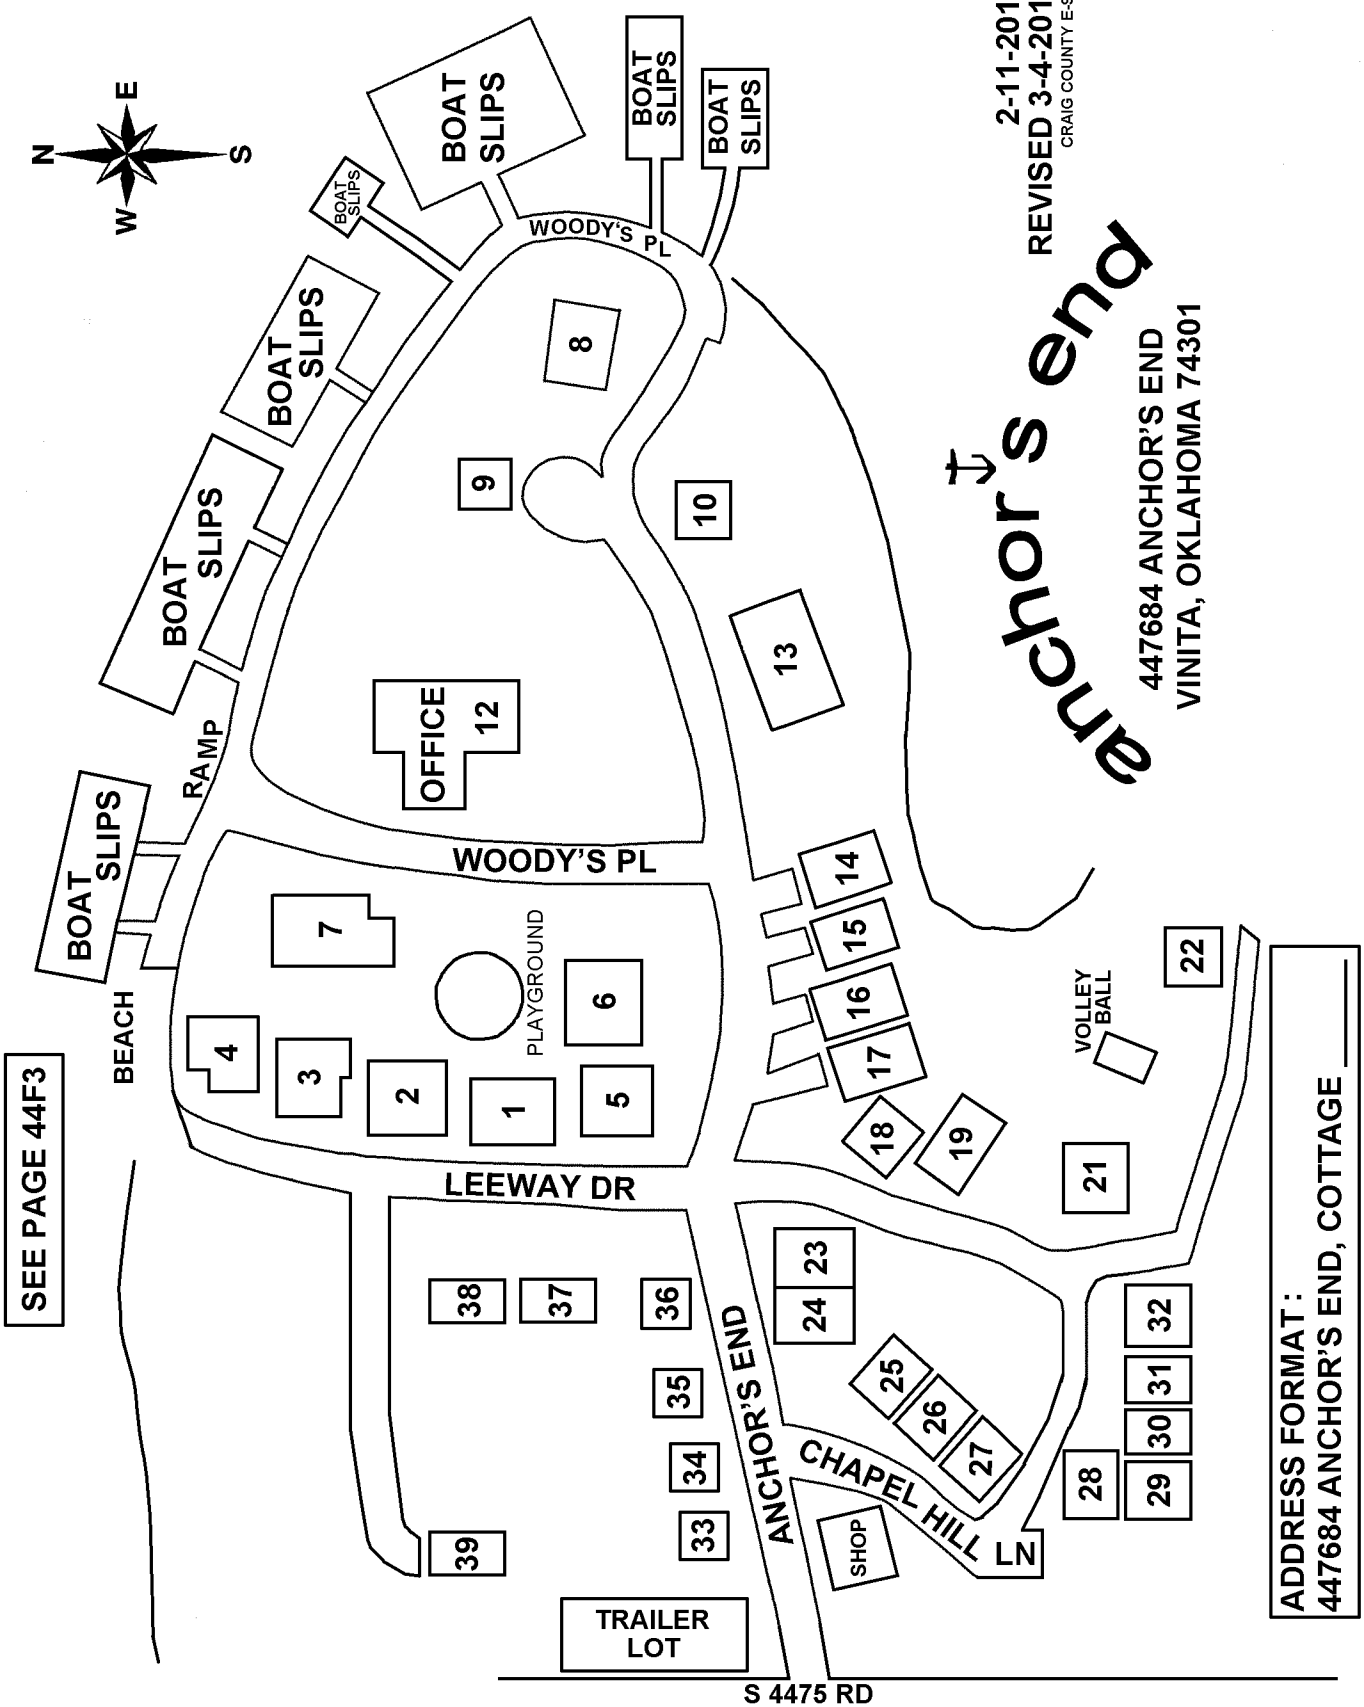 SEE PAGE 44F3
N
E
S
W
BOAT
SLIPS
BOAT
SLIPS
BOAT
SLIPS
BOAT
SLIPS
BOAT
SLIPS
BOAT
SLIPS
BOAT
SLIPS
BEACH
RAMP
WOODY'S PL
WOODY'S PL
OFFICE
12
8
9
10
13
7
PLAYGROUND
4
3
2
1
6
5
14
15
16
17
18
19
VOLLEY
BALL
22
21
LEEWAY DR
38
37
36
35
34
33
39
23
24
25
26
27
28
29
30
31
32
ANCHOR'S END
CHAPEL HILL LN
SHOP
TRAILER
LOT
S 4475 RD
anchor's end
447684 ANCHOR'S END
VINITA, OKLAHOMA 74301
2-11-201
REVISED 3-4-201
CRAIG COUNTY E-
ADDRESS FORMAT :
447684 ANCHOR'S END, COTTAGE ____